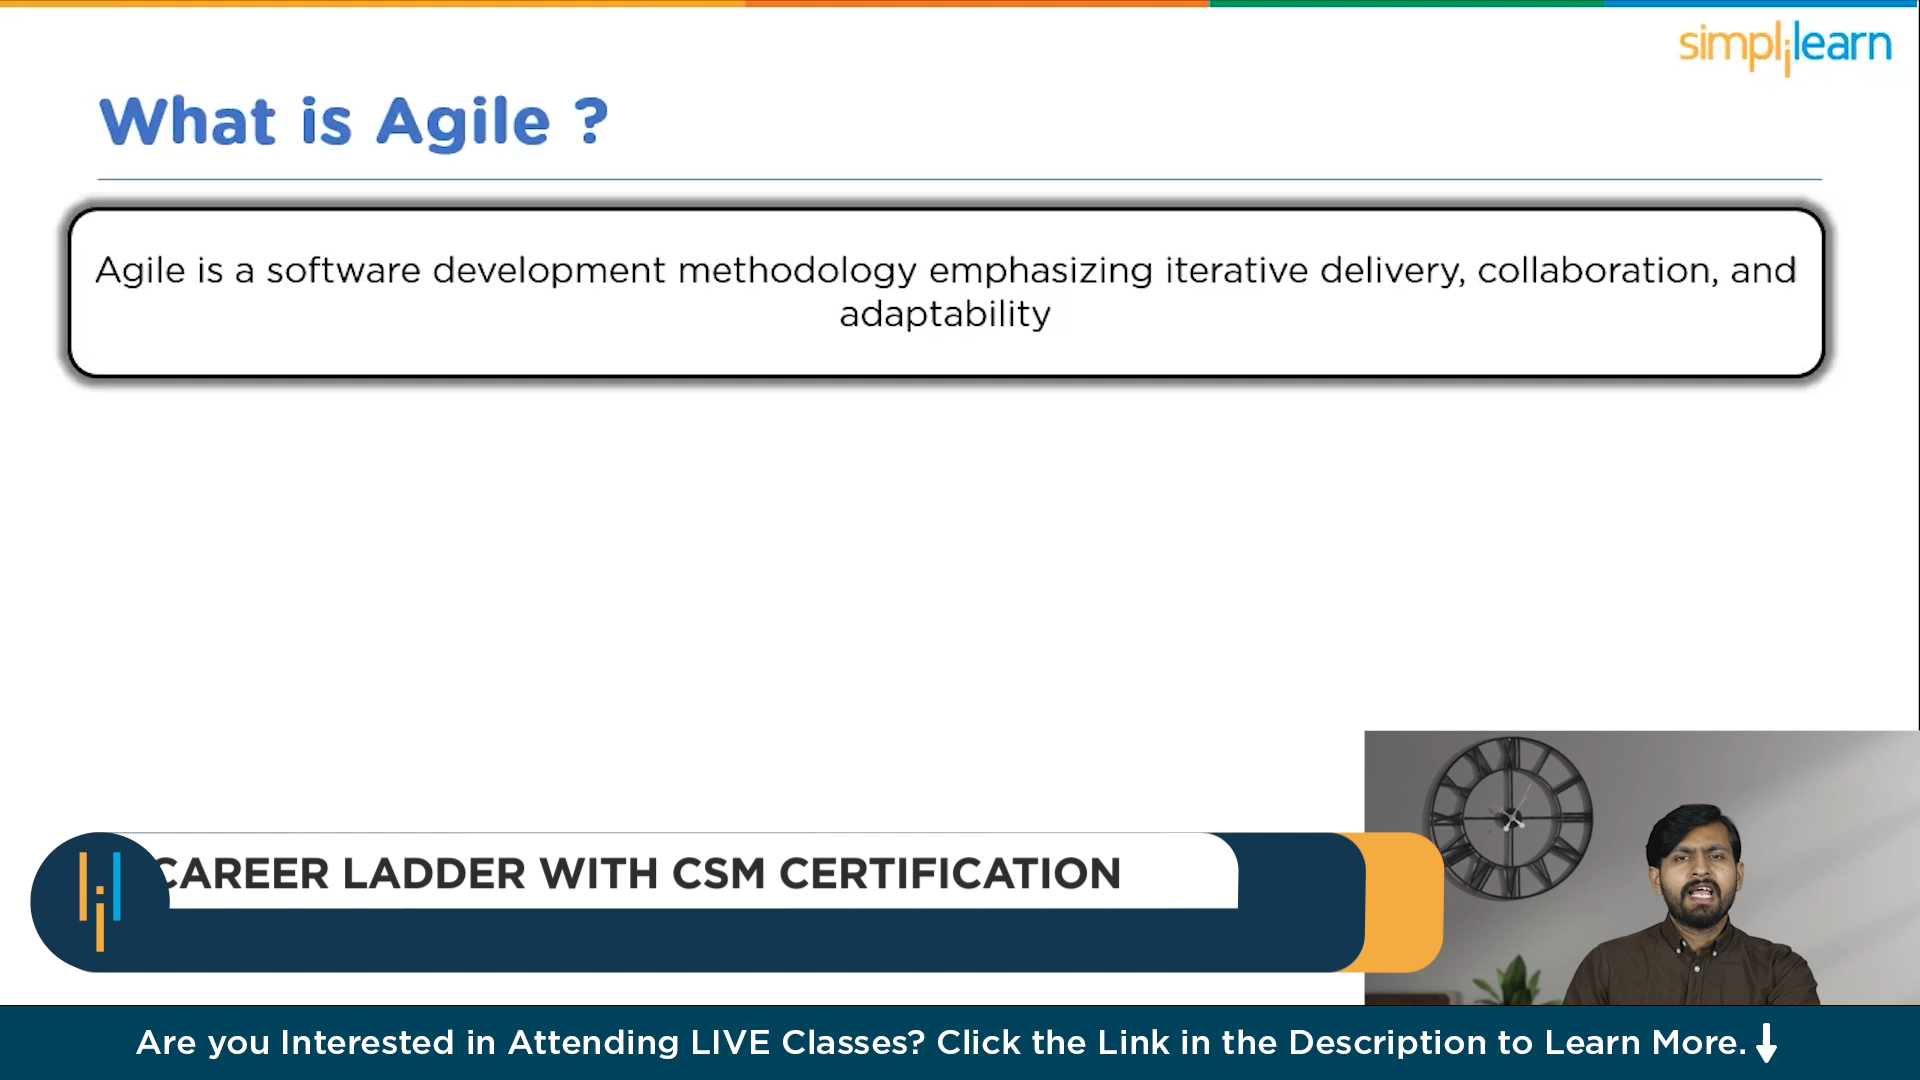 simplilearn
What is Agile ?
Agile is a software development methodology emphasizing iterative delivery, collaboration, and
adaptability
CAREER LADDER WITH CSM CERTIFICATION
Are you Interested in Attending LIVE Classes? Click the Link in the Description to Learn More.